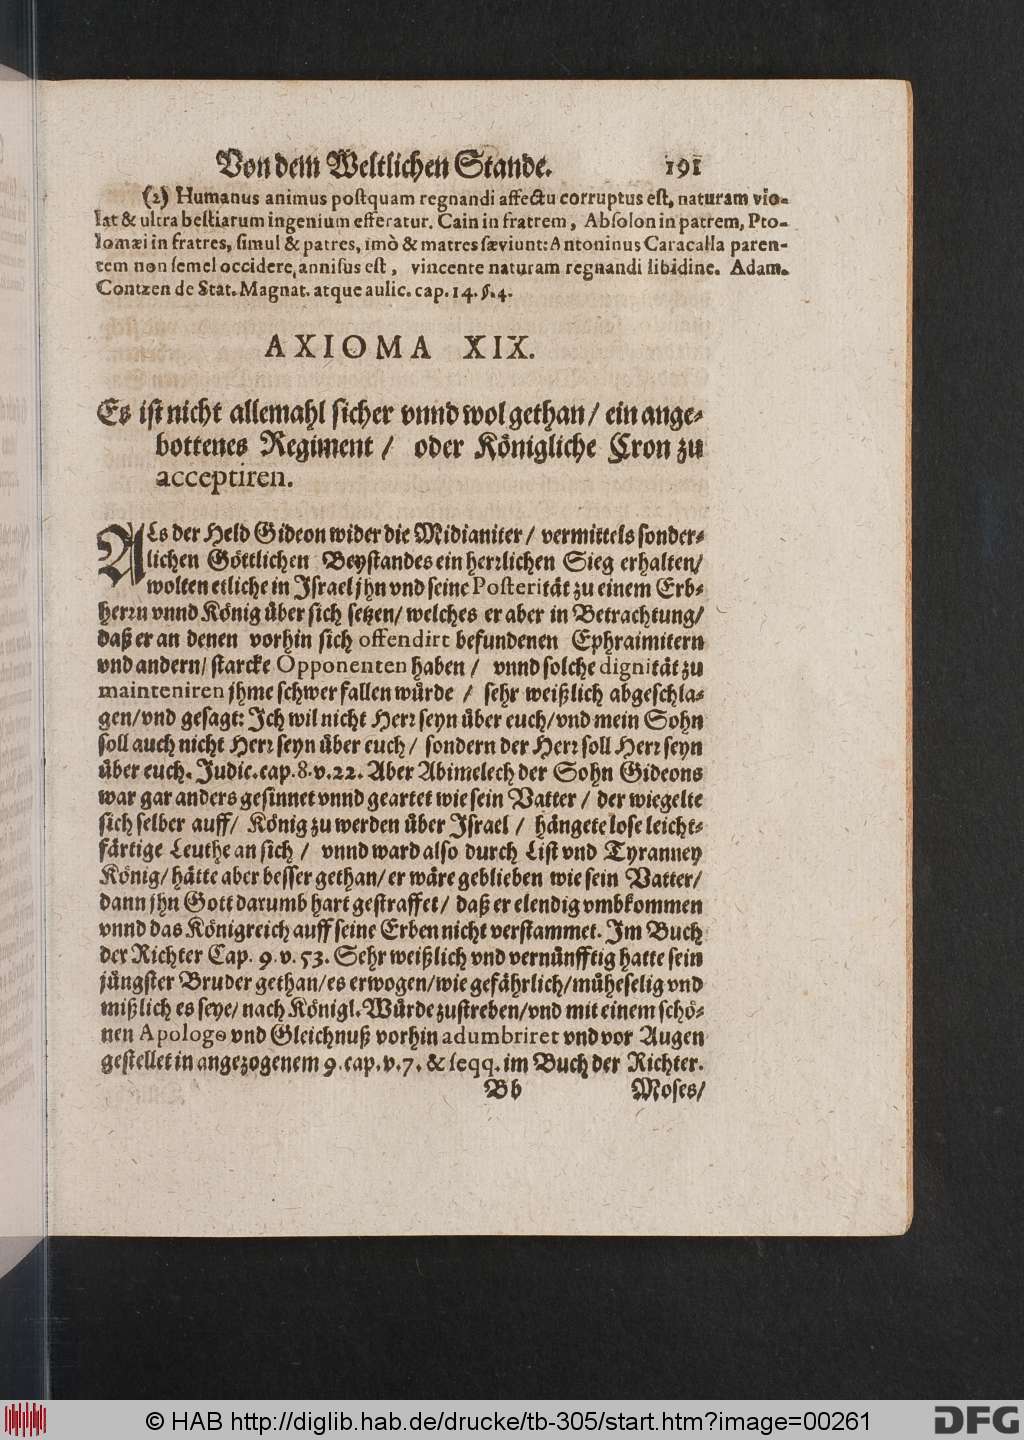 Von dem Weltlichen Stande. 191
(2) Humanus animus poſtquam regnandi affectu corruptus eſt, naturam vio-
lat & ultra beſtiarum ingenium efferatur. Cain in fratrem, Abſolon in patrem, Pto-
lomæi in fratres, ſimul & patres, imò & matres ſæviunt: Antoninus Caracalla paren-
tem non ſemel occidere anniſus eſt, vincente naturam regnandi libidine. Adam.
Contzen de Stat. Magnat. atque aulic. cap. 14. §. 4.
AXIOMA XIX.
Es iſt nicht allemahl ſicher vnnd wol gethan / ein ange-
bottenes Regiment / oder Königliche Cron zu
acceptiren.
ALs der Held Gideon wider die Midianiter / vermittels ſonder-
lichen Göttlichen Beyſtandes ein herrlichen Sieg erhalten/
wolten etliche in Iſrael jhn vnd ſeine Poſterität zu einem Erb-
herrn vnnd König über ſich ſetzen/ welches er aber in Betrachtung/
daß er an denen vorhin ſich offendirt befundenen Ephraimitern
vnd andern/ ſtarcke Opponenten haben / vnnd ſolche dignität zu
mainteniren jhme ſchwer fallen würde / ſehr weißlich abgeſchla-
gen/vnd geſagt: Ich wil nicht Herr ſeyn über euch/vnd mein Sohn
ſoll auch nicht Herr ſeyn über euch/ ſondern der Herr ſoll Herr ſeyn
über euch. Judic. cap. 8. v. 22. Aber Abimelech der Sohn Gideons
war gar anders geſinnet vnnd geartet wie ſein Vatter / der wiegelte
ſich ſelber auff/ König zu werden über Iſrael / hängete loſe leicht-
färtige Leuthe an ſich / vnnd ward alſo durch Liſt vnd Tyranney
König/ hätte aber beſſer gethan/ er wäre geblieben wie ſein Vatter/
dann jhn Gott darumb hart geſtraffet/ daß er elendig vmbkommen
vnnd das Königreich auff ſeine Erben nicht verſtammet. Im Buch
der Richter Cap. 9. v. 53. Sehr weißlich vnd vernünfftig hatte ſein
jüngſter Bruder gethan/es erwogen/wie gefährlich/müheſelig vnd
mißlich es ſeye/ nach Königl. Würde zuſtreben/vnd mit einem ſchö-
nen Apologo vnd Gleichnuß vorhin adumbriret vnd vor Augen
geſtellet in angezogenem 9. cap. v. 7. & ſeqq. im Buch der Richter.
Bb Moſes/
© HAB http://diglib.hab.de/drucke/tb-305/start.htm?image=00261
DFG